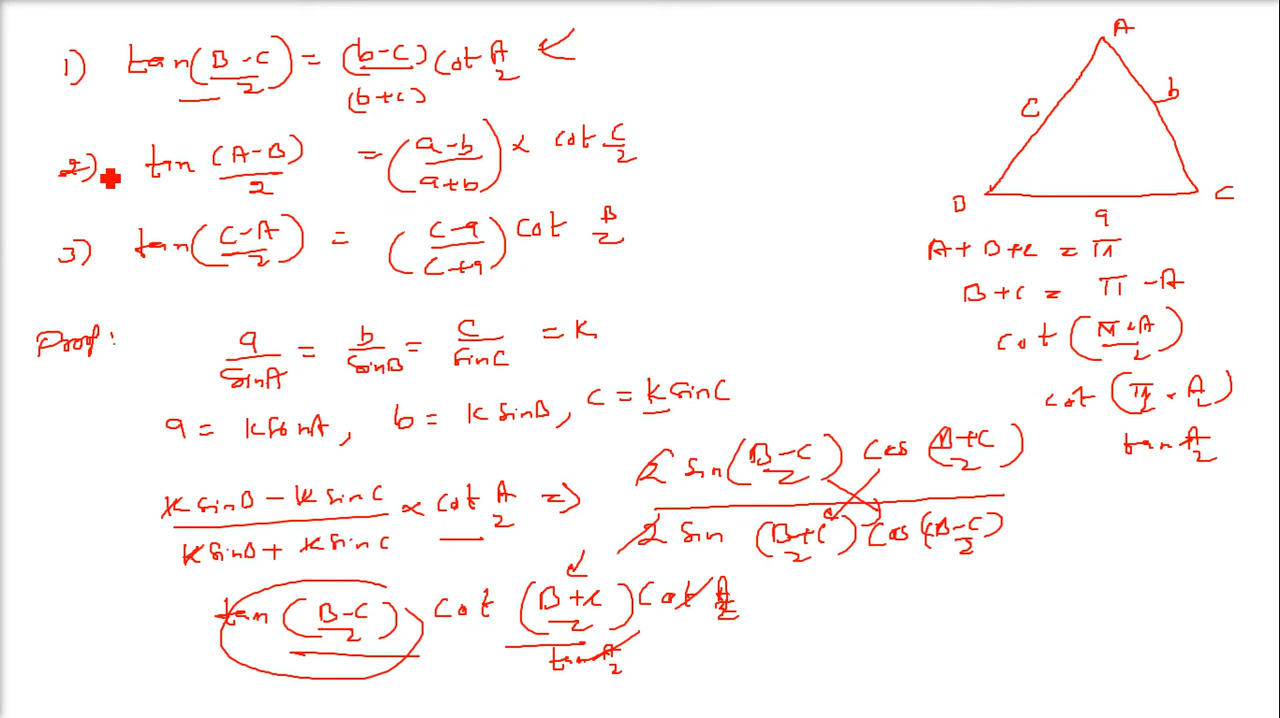 1) tan(B-C/2) = (b-c)/(b+c) cot A/2
2) tan (A-B)/2 = (a-b/a+b) × cot C/2
3) tan(C-A/2) = (c-a/c+a) cot B/2
Proof:
a/sinA = b/sinB = c/sinC = K
a = K sinA, b = K sinB, c = K sinC
K sinB - K sinC / K sinB + K sinC × cot A/2 => 2 sin(B-C/2) cos(B+C/2) / 2 sin(B+C/2) cos(B-C/2)
tan(B-C/2) cot(B+C/2) cot A/2
tan A/2
A
c
b
B
C
a
A+B+C = π
B+C = π - A
cot (π-A/2)
cot (π/2 - A/2)
tan A/2